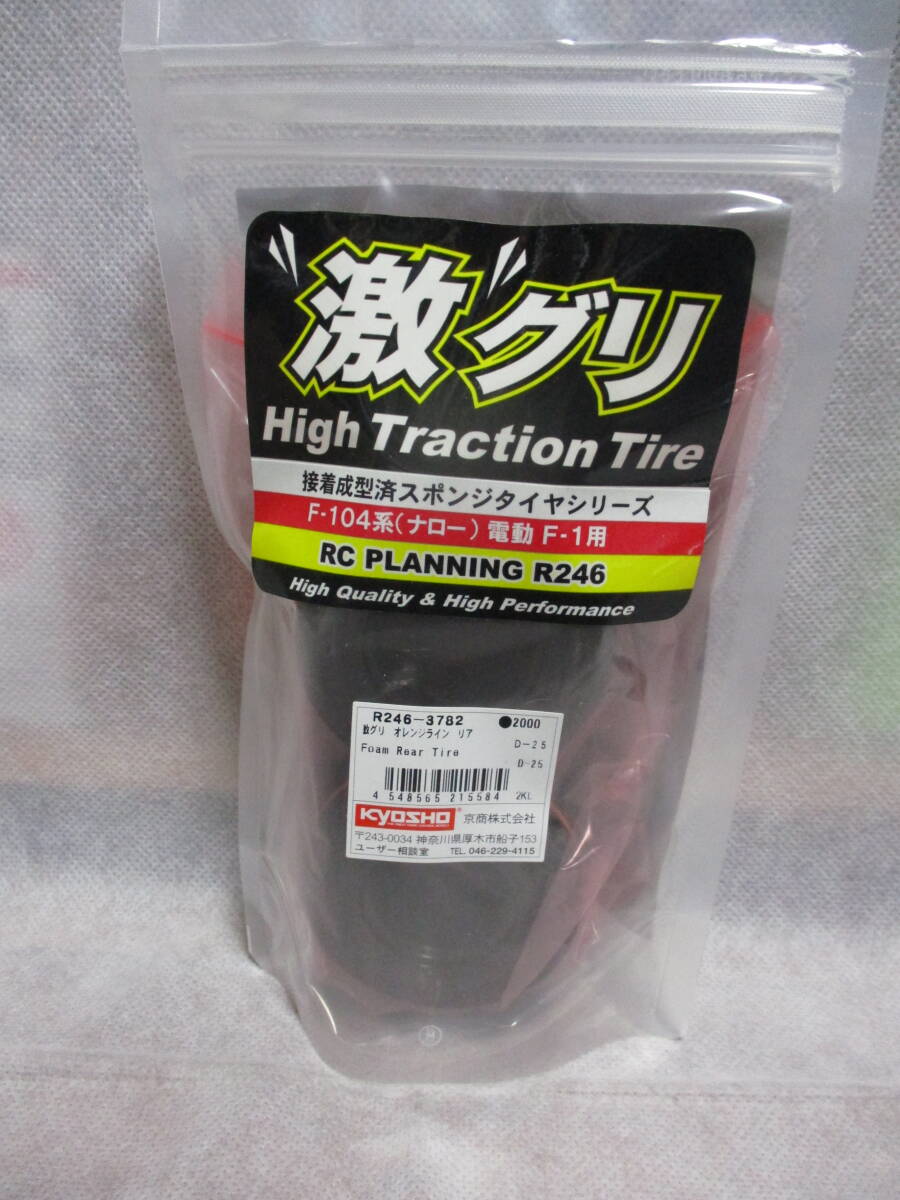 "激"グリ
High Traction Tire
接着成型済スポンジタイヤシリーズ
F-104系(ナロー) 電動 F-1用
RC PLANNING R246
High Quality & High Performance
R246-3782 ●2000
激グリ オレンジライン リア D-25
Foam Rear Tire D-25
4 548565 215584 2KL
KYOSHO® 京商株式会社
〒243-0034 神奈川県厚木市船子153
ユーザー相談室 TEL. 046-229-4115